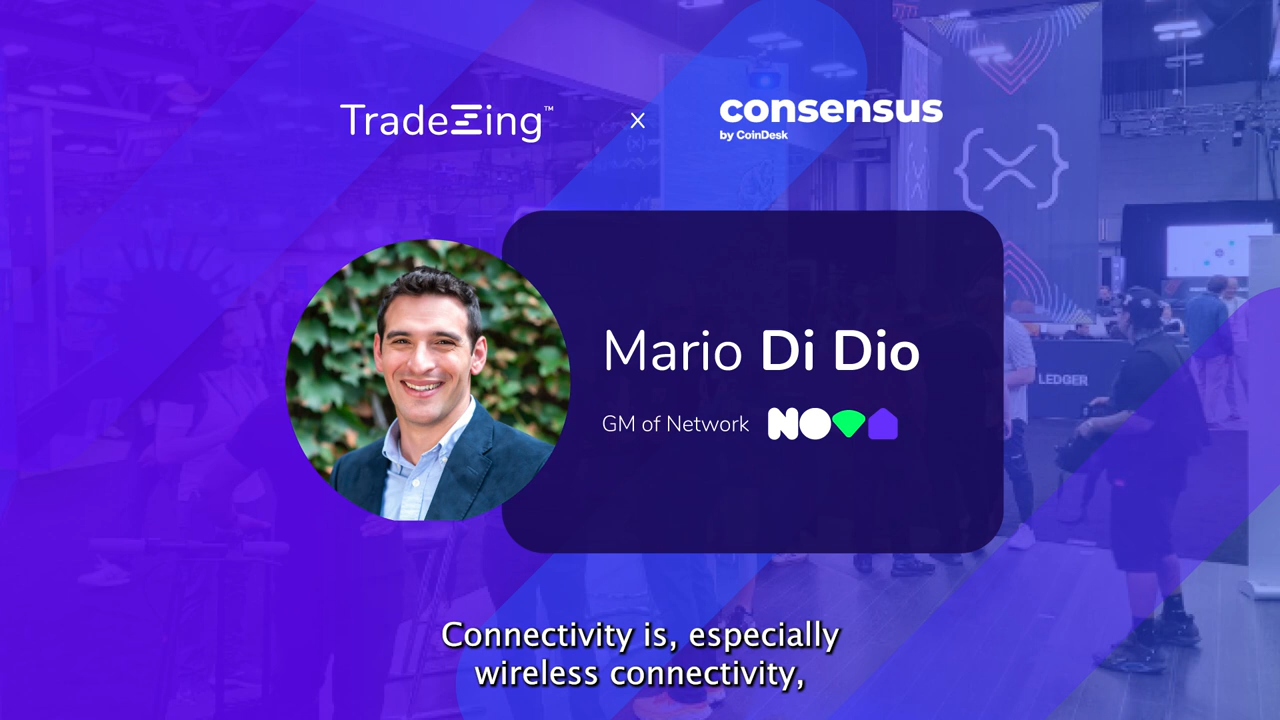 TradeZing™ x consensus
by CoinDesk
Mario Di Dio
GM of Network NOVA
LEDGER
Connectivity is, especially
wireless connectivity,